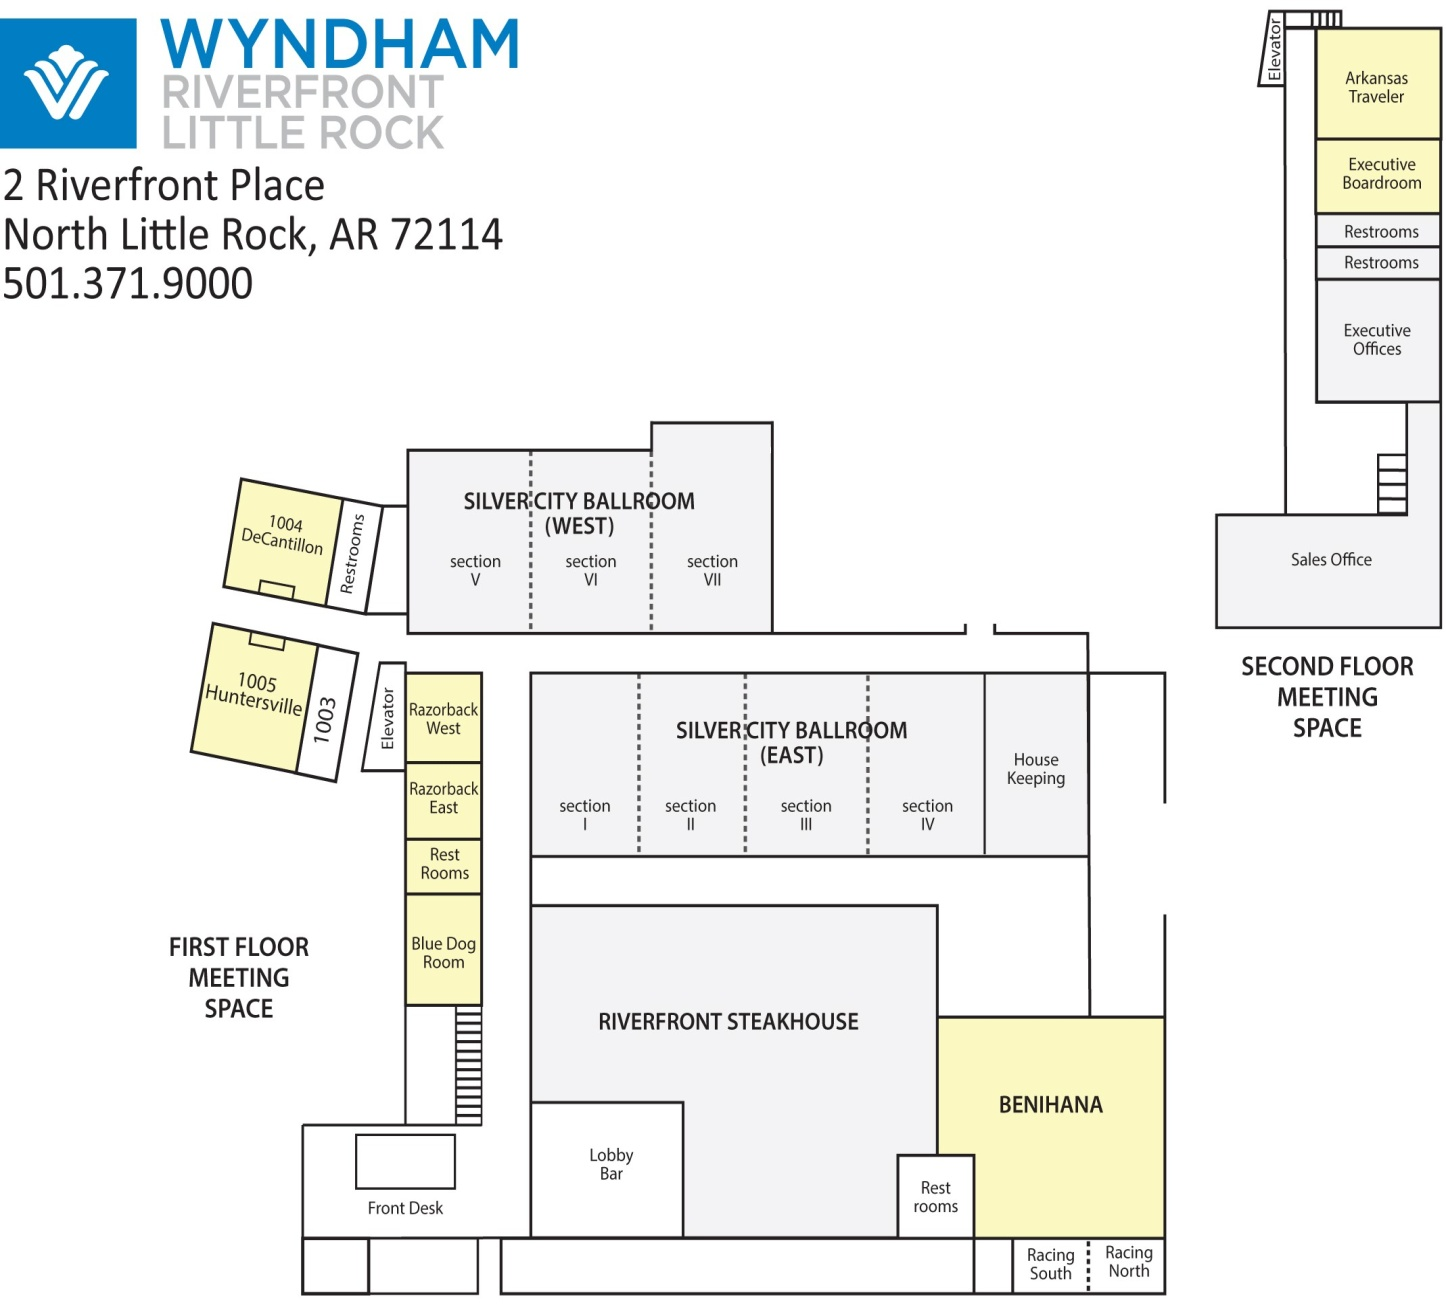 WYNDHAM
RIVERFRONT
LITTLE ROCK
2 Riverfront Place
North Little Rock, AR 72114
501.371.9000
Elevator
Arkansas
Traveler
Executive
Boardroom
Restrooms
Restrooms
Executive
Offices
Sales Office
SECOND FLOOR
MEETING
SPACE
1004
DeCantillon
Restrooms
SILVER CITY BALLROOM
(WEST)
section
V
section
VI
section
VII
1005
Huntersville
1003
Elevator
Razorback
West
Razorback
East
Rest
Rooms
Blue Dog
Room
SILVER CITY BALLROOM
(EAST)
section
I
section
II
section
III
section
IV
House
Keeping
FIRST FLOOR
MEETING
SPACE
RIVERFRONT STEAKHOUSE
BENIHANA
Lobby
Bar
Rest
rooms
Front Desk
Racing
South
Racing
North